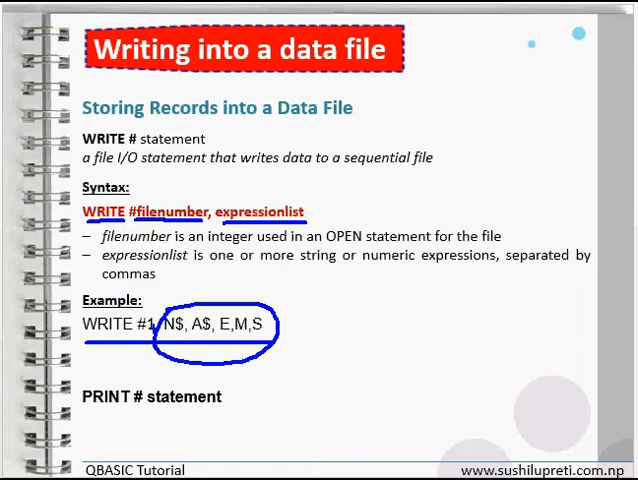 Writing into a data file
Storing Records into a Data File
WRITE # statement
a file I/O statement that writes data to a sequential file
Syntax:
WRITE #filenumber, expressionlist
– filenumber is an integer used in an OPEN statement for the file
– expressionlist is one or more string or numeric expressions, separated by
commas
Example:
WRITE #1, N$, A$, E,M,S
PRINT # statement
QBASIC Tutorial
www.sushilupreti.com.np